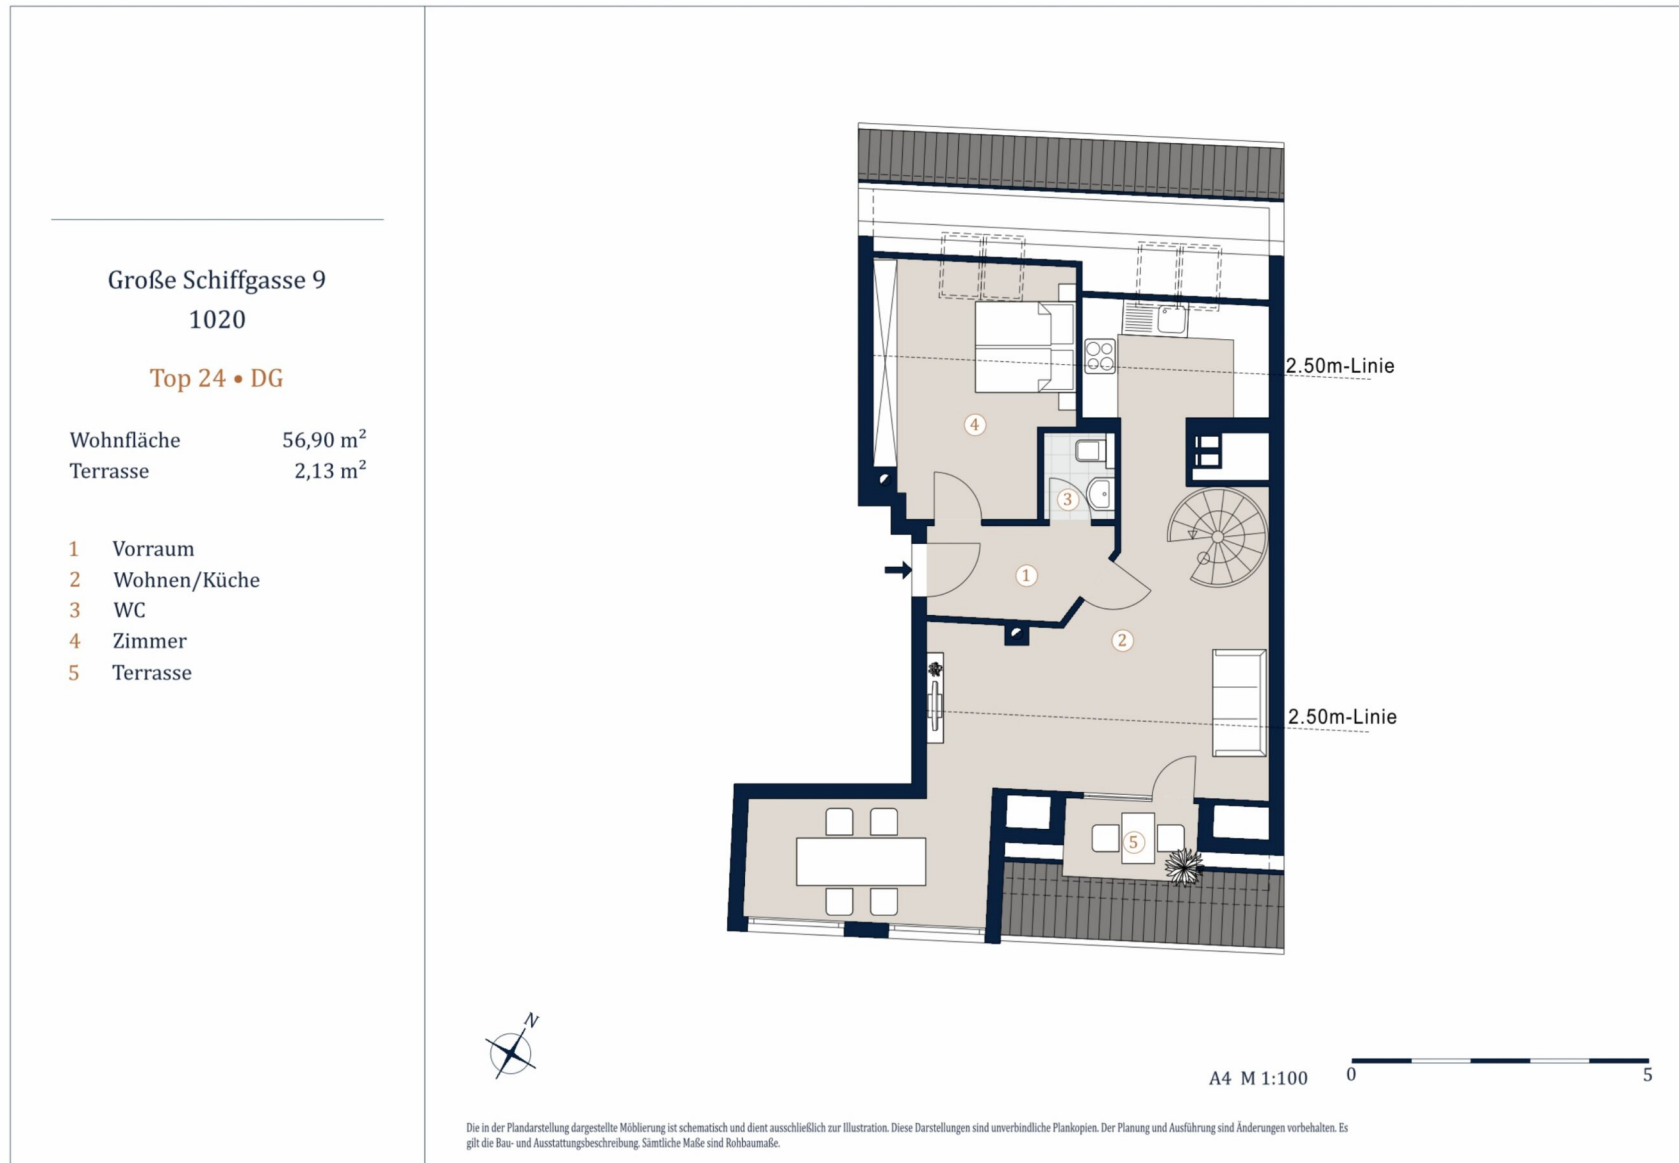 Große Schiffgasse 9
1020
Top 24 • DG
Wohnfläche 56,90 m²
Terrasse 2,13 m²
1 Vorraum
2 Wohnen/Küche
3 WC
4 Zimmer
5 Terrasse
2.50m-Linie
4
3
1
2
2.50m-Linie
5
N
A4 M 1:100 0 5
Die in der Plandarstellung dargestellte Möblierung ist schematisch und dient ausschließlich zur Illustration. Diese Darstellungen sind unverbindliche Plankopien. Der Planung und Ausführung sind Änderungen vorbehalten. Es
gilt die Bau- und Ausstattungsbeschreibung. Sämtliche Maße sind Rohbaumaße.